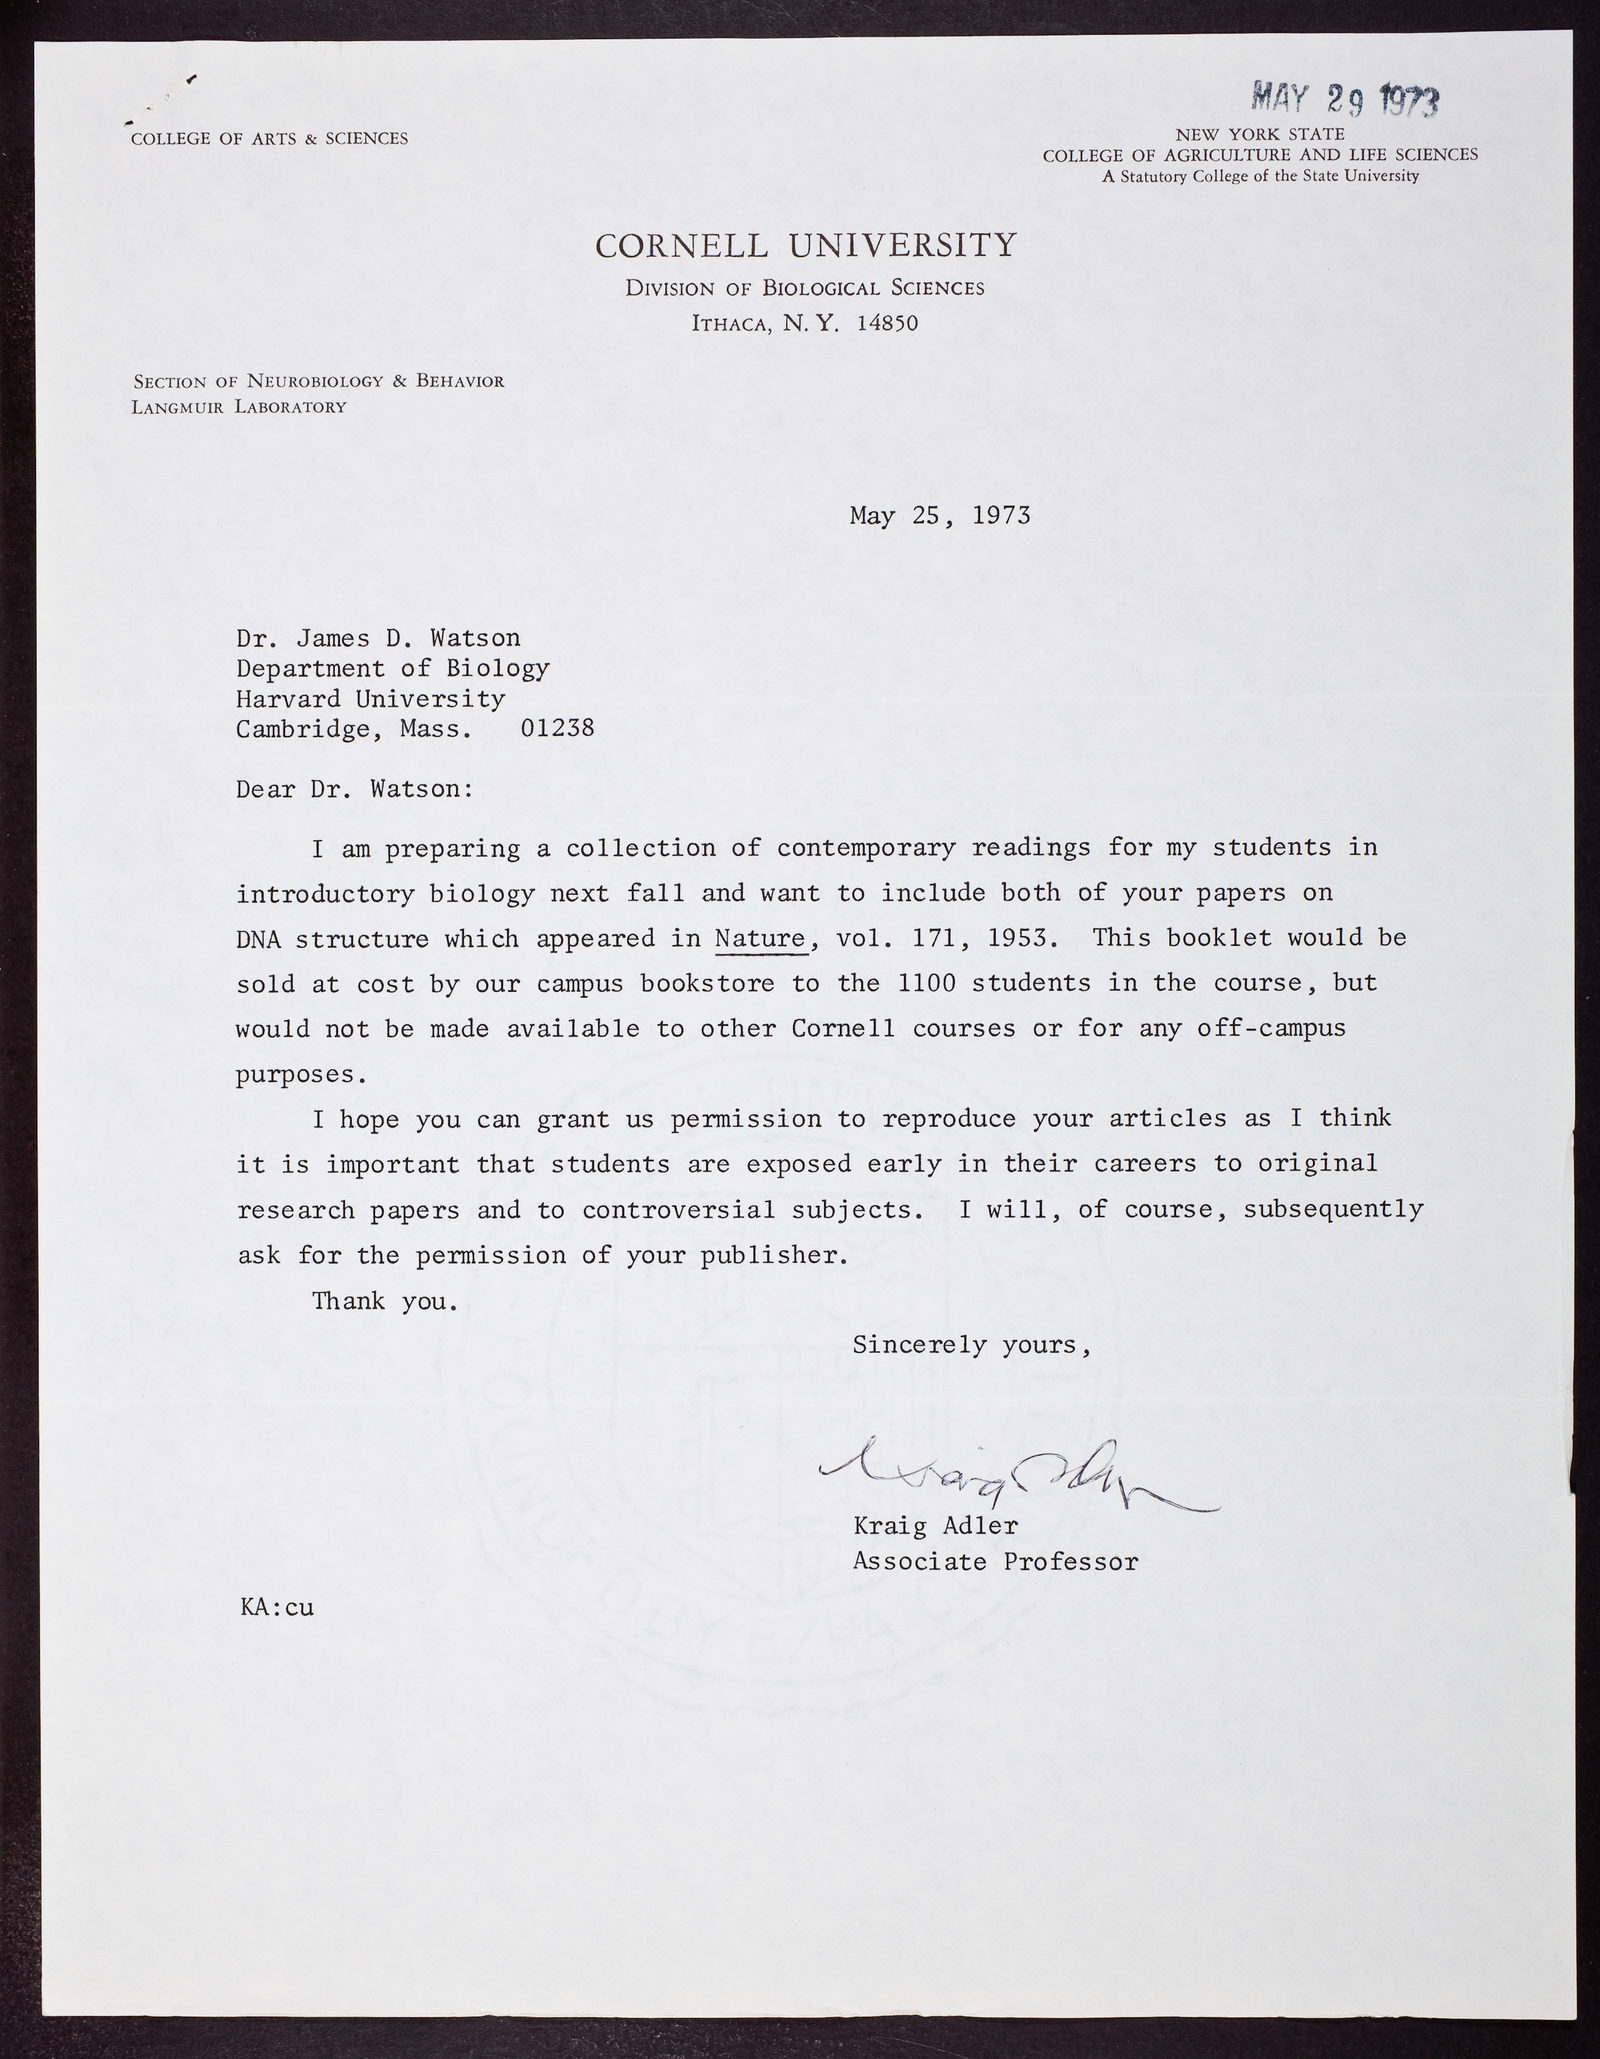 MAY 29 1973
COLLEGE OF ARTS & SCIENCES
NEW YORK STATE
COLLEGE OF AGRICULTURE AND LIFE SCIENCES
A Statutory College of the State University
CORNELL UNIVERSITY
DIVISION OF BIOLOGICAL SCIENCES
ITHACA, N. Y. 14850
SECTION OF NEUROBIOLOGY & BEHAVIOR
LANGMUIR LABORATORY
May 25, 1973
Dr. James D. Watson
Department of Biology
Harvard University
Cambridge, Mass. 01238
Dear Dr. Watson:
I am preparing a collection of contemporary readings for my students in
introductory biology next fall and want to include both of your papers on
DNA structure which appeared in Nature, vol. 171, 1953. This booklet would be
sold at cost by our campus bookstore to the 1100 students in the course, but
would not be made available to other Cornell courses or for any off-campus
purposes.
I hope you can grant us permission to reproduce your articles as I think
it is important that students are exposed early in their careers to original
research papers and to controversial subjects. I will, of course, subsequently
ask for the permission of your publisher.
Thank you.
Sincerely yours,
Kraig Adler
Kraig Adler
Associate Professor
KA:cu